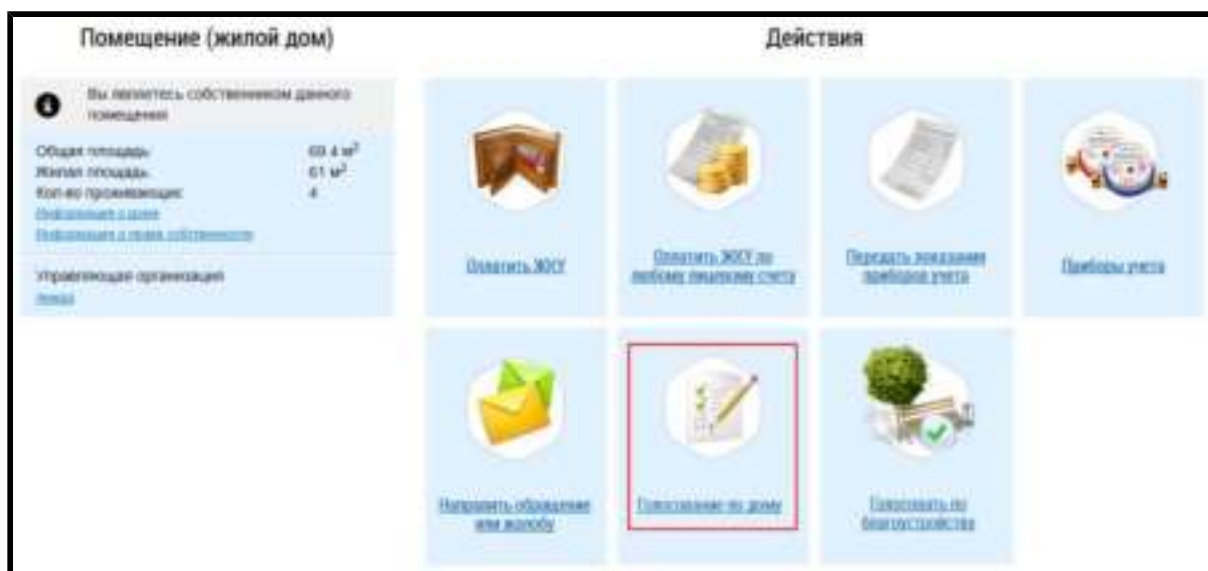 Помещение (жилой дом)
Действия
Вы являетесь собственником данного
помещения
Общая площадь: 69.4 м²
Жилая площадь: 61 м²
Кол-во проживающих: 4
Информация о доме
Информация о праве собственности
Управляющая организация
Оплатить ЖКУ
Оплатить ЖКУ по
любому лицевому счету
Передать показания
приборов учета
Приборы учета
Направить обращение
или жалобу
Голосование по дому
Голосовать по
благоустройству